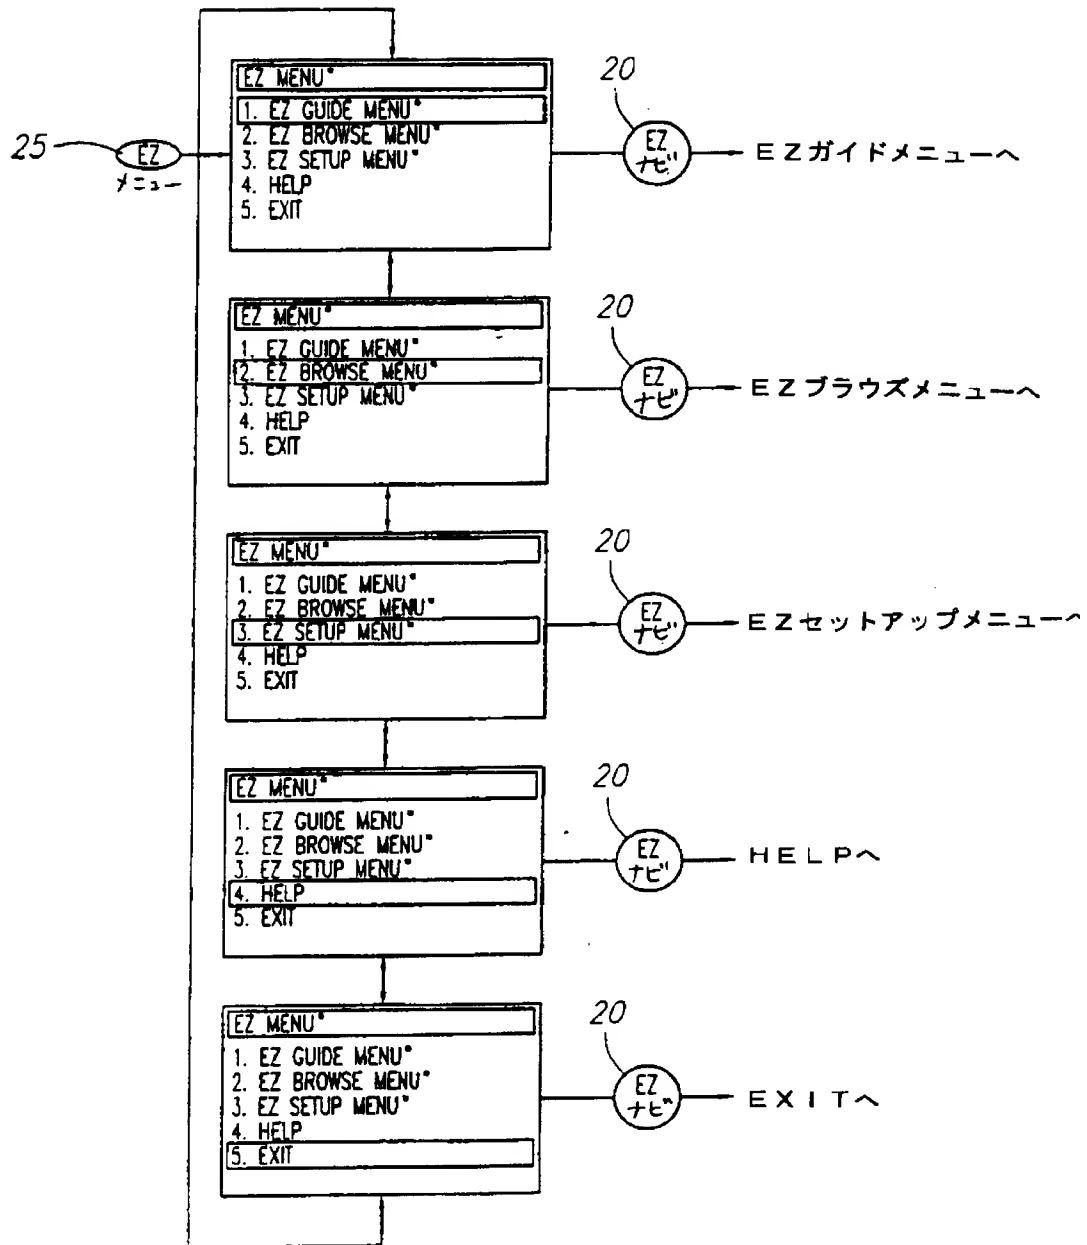 20
EZ MENU"
1. EZ GUIDE MENU"
2. EZ BROWSE MENU"
3. EZ SETUP MENU"
4. HELP
5. EXIT
25
EZ
メニュー
EZ
ナビ
EZガイドメニューへ
20
EZ MENU"
1. EZ GUIDE MENU"
2. EZ BROWSE MENU"
3. EZ SETUP MENU"
4. HELP
5. EXIT
EZ
ナビ
EZブラウズメニューへ
20
EZ MENU"
1. EZ GUIDE MENU"
2. EZ BROWSE MENU"
3. EZ SETUP MENU"
4. HELP
5. EXIT
EZ
ナビ
EZセットアップメニューへ
20
EZ MENU"
1. EZ GUIDE MENU"
2. EZ BROWSE MENU"
3. EZ SETUP MENU"
4. HELP
5. EXIT
EZ
ナビ
HELPへ
20
EZ MENU"
1. EZ GUIDE MENU"
2. EZ BROWSE MENU"
3. EZ SETUP MENU"
4. HELP
5. EXIT
EZ
ナビ
EXITへ